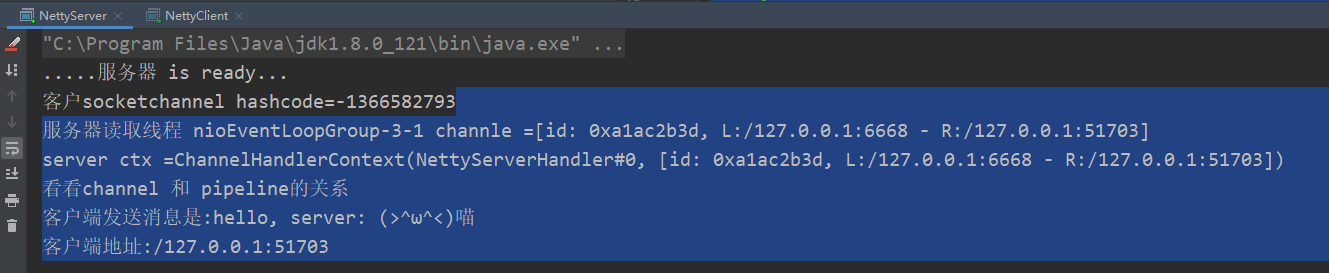 NettyServer × NettyClient ×
"C:\Program Files\Java\jdk1.8.0_121\bin\java.exe" ...
.....服务器 is ready...
客户socketchannel hashcode=-1366582793
服务器读取线程 nioEventLoopGroup-3-1 channle =[id: 0xa1ac2b3d, L:/127.0.0.1:6668 - R:/127.0.0.1:51703]
server ctx =ChannelHandlerContext(NettyServerHandler#0, [id: 0xa1ac2b3d, L:/127.0.0.1:6668 - R:/127.0.0.1:51703])
看看channel 和 pipeline的关系
客户端发送消息是:hello, server: (>^ω^<)喵
客户端地址:/127.0.0.1:51703